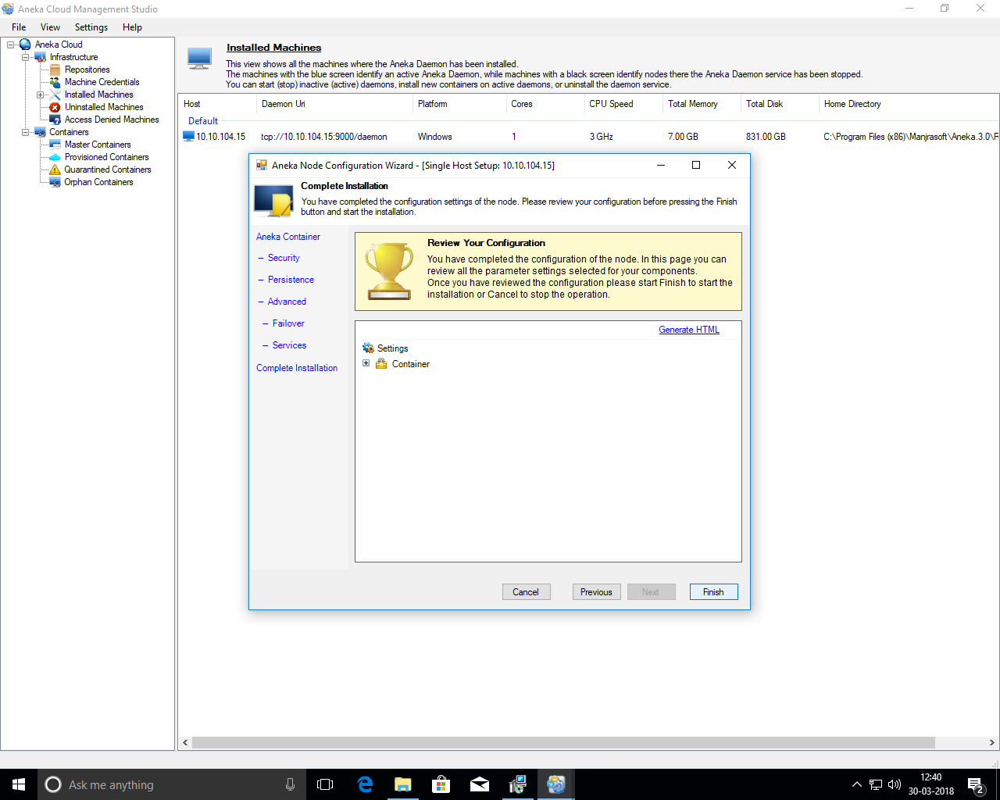 Aneka Cloud Management Studio
File View Settings Help
Aneka Cloud
Infrastructure
Repositories
Machine Credentials
Installed Machines
Uninstalled Machines
Access Denied Machines
Containers
Master Containers
Provisioned Containers
Quarantined Containers
Orphan Containers
Installed Machines
This view shows all the machines where the Aneka Daemon has been installed.
The machines with the blue screen identify an active Aneka Daemon, while machines with a black screen identify nodes there the Aneka Daemon service has been stopped.
You can start (stop) inactive (active) daemons, install new containers on active daemons, or uninstall the daemon service.
Host Daemon Uri Platform Cores CPU Speed Total Memory Total Disk Home Directory
Default
10.10.104.15 tcp://10.10.104.15:9000/daemon Windows 1 3 GHz 7.00 GB 831.00 GB C:\Program Files (x86)\Manjrasoft\Aneka.3.0\R
Aneka Node Configuration Wizard - [Single Host Setup: 10.10.104.15]
Complete Installation
You have completed the configuration settings of the node. Please review your configuration before pressing the Finish
button and start the installation.
Aneka Container
– Security
– Persistence
– Advanced
– Failover
– Services
Complete Installation
Review Your Configuration
You have completed the configuration of the node. In this page you can
review all the parameter settings selected for your components.
Once you have reviewed the configuration please start Finish to start the
installation or Cancel to stop the operation.
Generate HTML
Settings
Container
Cancel Previous Next Finish
Ask me anything
12:40
30-03-2018
2